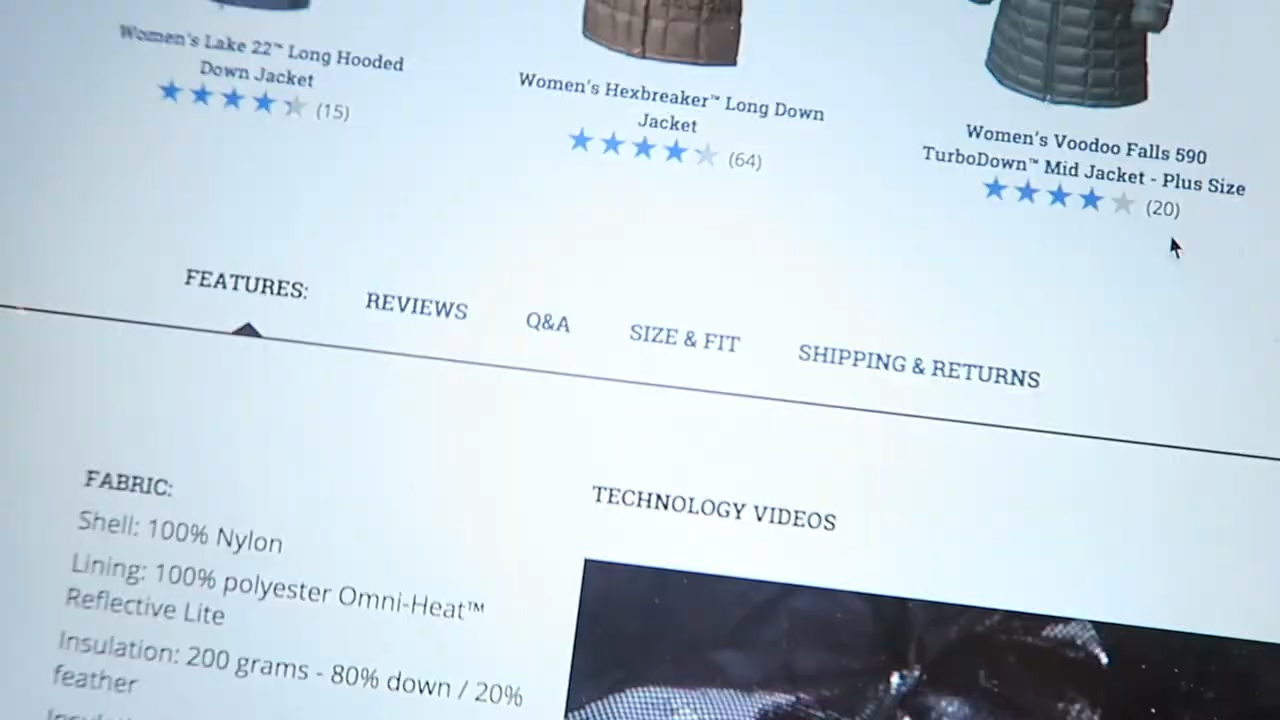 Women's Lake 22™ Long Hooded
Down Jacket
(15)
Women's Hexbreaker™ Long Down
Jacket
(64)
Women's Voodoo Falls 590
TurboDown™ Mid Jacket - Plus Size
(20)
FEATURES:
REVIEWS
Q&A
SIZE & FIT
SHIPPING & RETURNS
FABRIC:
Shell: 100% Nylon
Lining: 100% polyester Omni-Heat™
Reflective Lite
Insulation: 200 grams - 80% down / 20%
feather
TECHNOLOGY VIDEOS